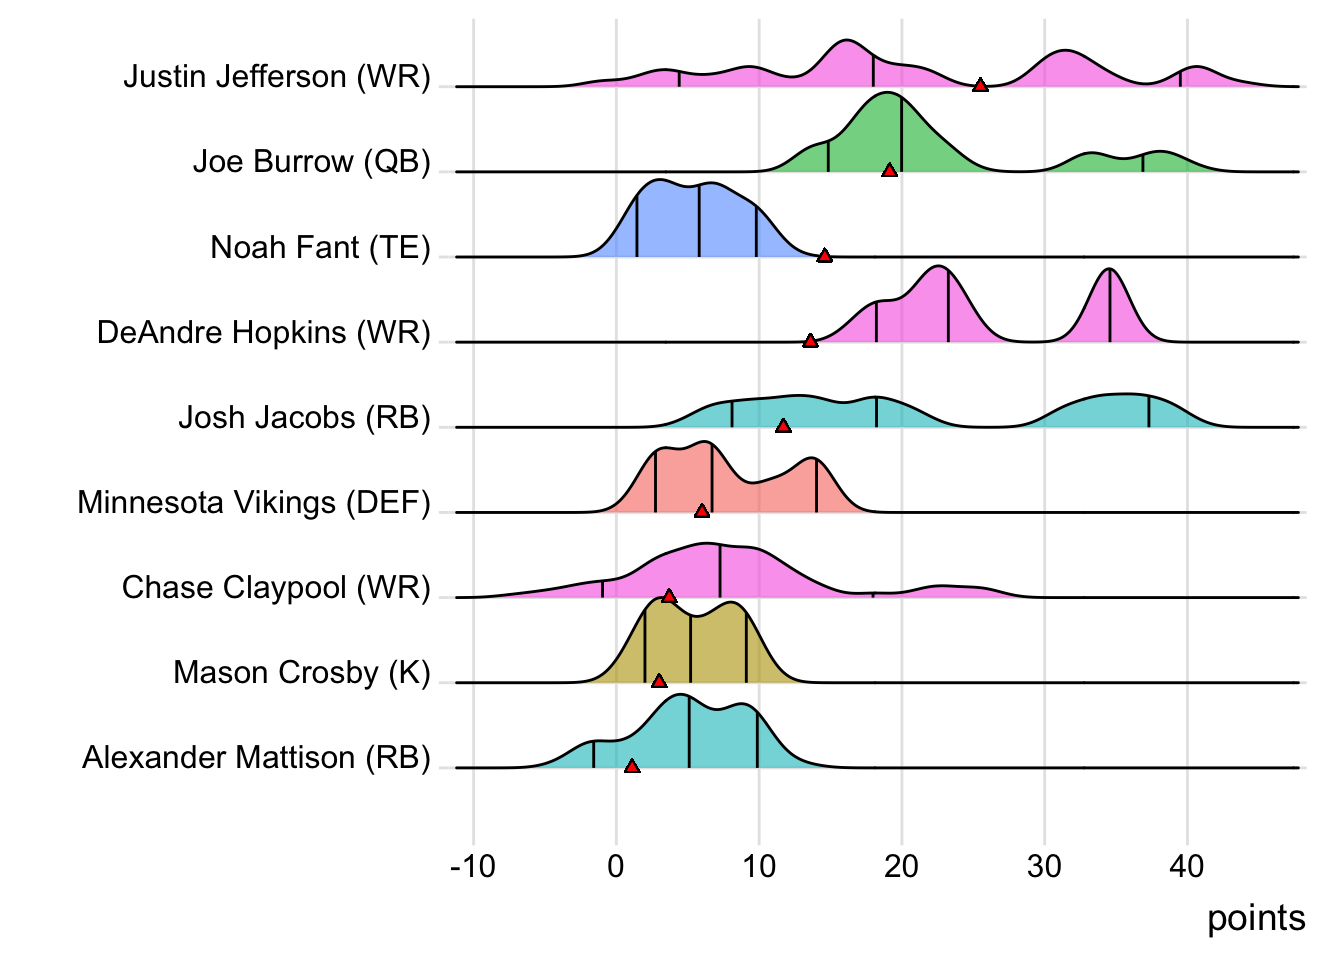 Justin Jefferson (WR)
Joe Burrow (QB)
Noah Fant (TE)
DeAndre Hopkins (WR)
Josh Jacobs (RB)
Minnesota Vikings (DEF)
Chase Claypool (WR)
Mason Crosby (K)
Alexander Mattison (RB)
-10 0 10 20 30 40
points